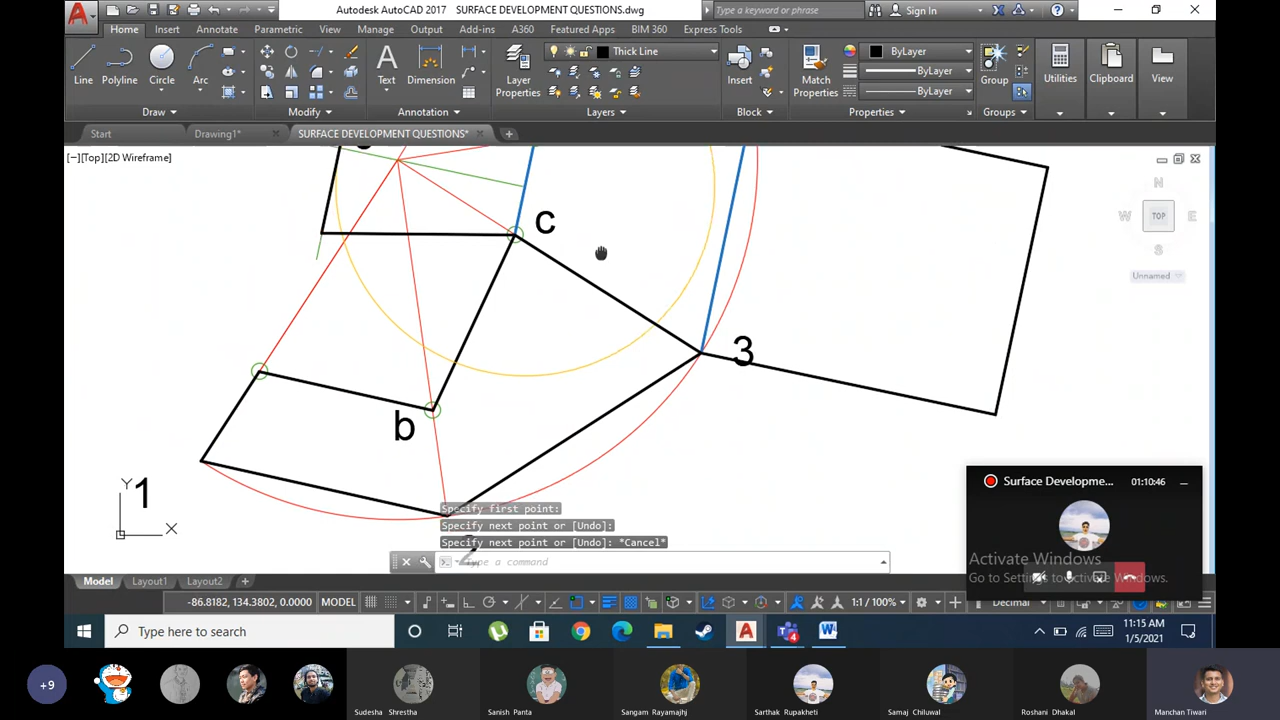 Autodesk AutoCAD 2017 SURFACE DEVELOPMENT QUESTIONS.dwg
Type a keyword or phrase
Sign In
Home Insert Annotate Parametric View Manage Output Add-ins A360 Featured Apps BIM 360 Express Tools
Thick Line
ByLayer
ByLayer
ByLayer
Line Polyline Circle Arc Text Dimension Layer Properties Insert Match Properties Group Utilities Clipboard View
Draw Modify Annotation Layers Block Properties Groups
Start Drawing1* SURFACE DEVELOPMENT QUESTIONS*
[−][Top][2D Wireframe]
N
W TOP E
S
Unnamed
c
3
b
1
Y
X
Specify first point:
Specify next point or [Undo]:
Specify next point or [Undo]: *Cancel*
Type a command
Surface Developme... 01:10:46
Activate Windows
Go to Settings to activate Windows.
Model Layout1 Layout2
-86.8182, 134.3802, 0.0000 MODEL 1:1 / 100% Decimal
Type here to search
11:15 AM
1/5/2021
+9
Sudesha Shrestha
Sanish Panta
Sangam Rayamajhi
Sarthak Rupakheti
Samaj Chiluwal
Roshani Dhakal
Manchan Tiwari